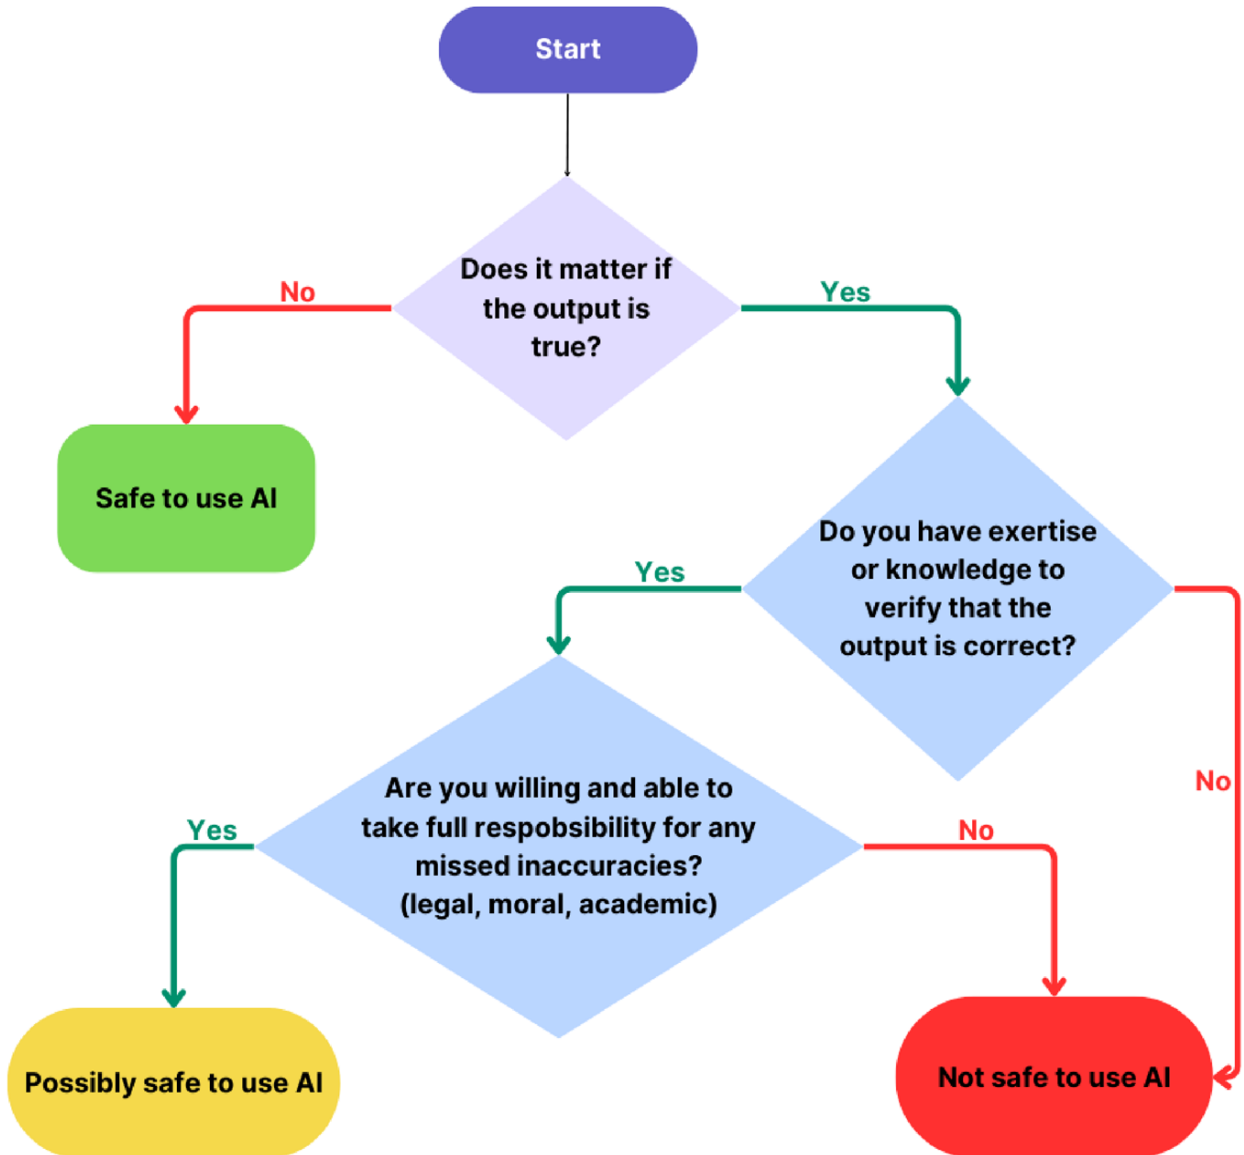 Start
Does it matter if
the output is
true?
No
Yes
Safe to use AI
Do you have exertise
or knowledge to
verify that the
output is correct?
Yes
No
Are you willing and able to
take full respobsibility for any
missed inaccuracies?
(legal, moral, academic)
Yes
No
Possibly safe to use AI
Not safe to use AI